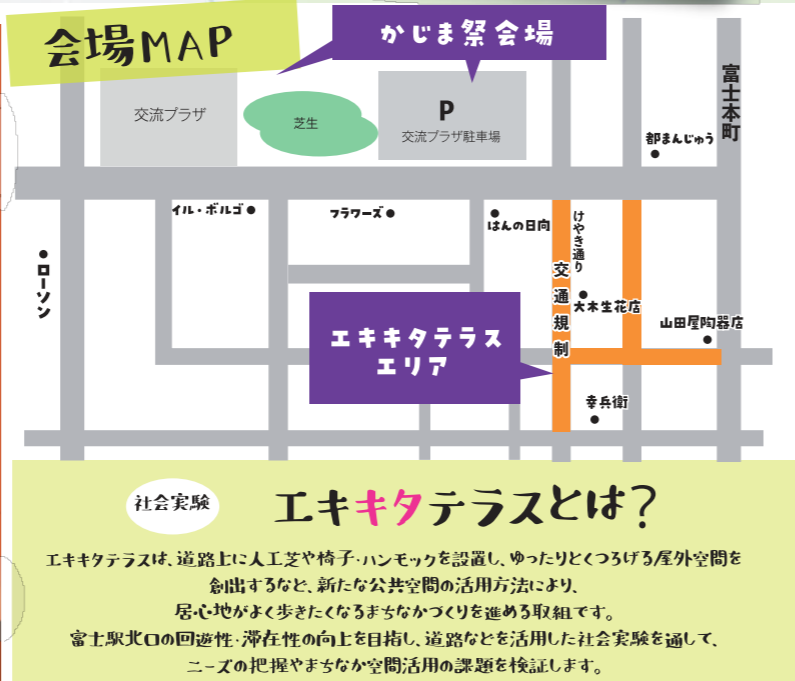 会場MAP
かじま祭会場
交流プラザ
芝生
P
交流プラザ駐車場
富士本町
都まんじゅう
イル・ボルゴ
フラワーズ
はんの日向
けやき通り
ローソン
交通規制
大木生花店
山田屋陶器店
エキキタテラス
エリア
幸兵衛
社会実験
エキキタテラスとは?
エキキタテラスは、道路上に人工芝や椅子・ハンモックを設置し、ゆったりとくつろげる屋外空間を
創出するなど、新たな公共空間の活用方法により、
居心地がよく歩きたくなるまちなかづくりを進める取組です。
富士駅北口の回遊性・滞在性の向上を目指し、道路などを活用した社会実験を通して、
ニーズの把握やまちなか空間活用の課題を検証します。